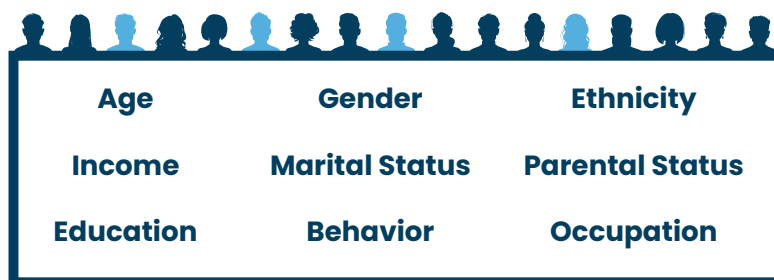 Age Gender Ethnicity
Income Marital Status Parental Status
Education Behavior Occupation